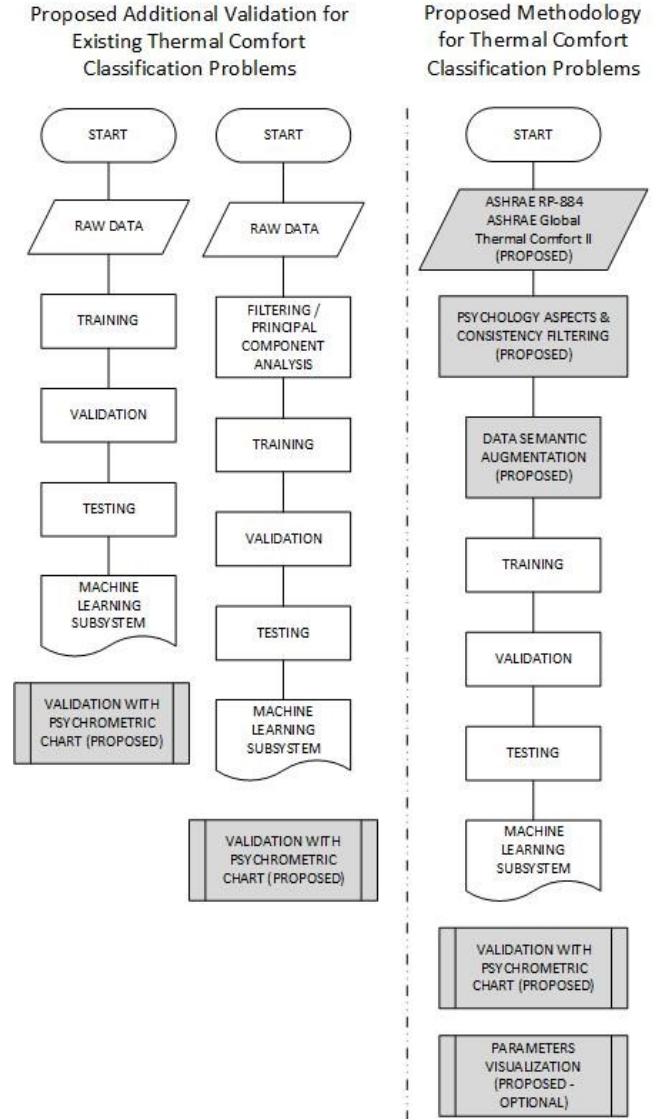 Proposed Additional Validation for
Existing Thermal Comfort
Classification Problems
START
RAW DATA
TRAINING
VALIDATION
TESTING
MACHINE
LEARNING
SUBSYSTEM
VALIDATION WITH
PSYCHROMETRIC
CHART (PROPOSED)
START
RAW DATA
FILTERING /
PRINCIPAL
COMPONENT
ANALYSIS
TRAINING
VALIDATION
TESTING
MACHINE
LEARNING
SUBSYSTEM
VALIDATION WITH
PSYCHROMETRIC
CHART (PROPOSED)
Proposed Methodology
for Thermal Comfort
Classification Problems
START
ASHRAE RP-884
ASHRAE Global
Thermal Comfort II
(PROPOSED)
PSYCHOLOGY ASPECTS &
CONSISTENCY FILTERING
(PROPOSED)
DATA SEMANTIC
AUGMENTATION
(PROPOSED)
TRAINING
VALIDATION
TESTING
MACHINE
LEARNING
SUBSYSTEM
VALIDATION WITH
PSYCHROMETRIC
CHART (PROPOSED)
PARAMETERS
VISUALIZATION
(PROPOSED -
OPTIONAL)